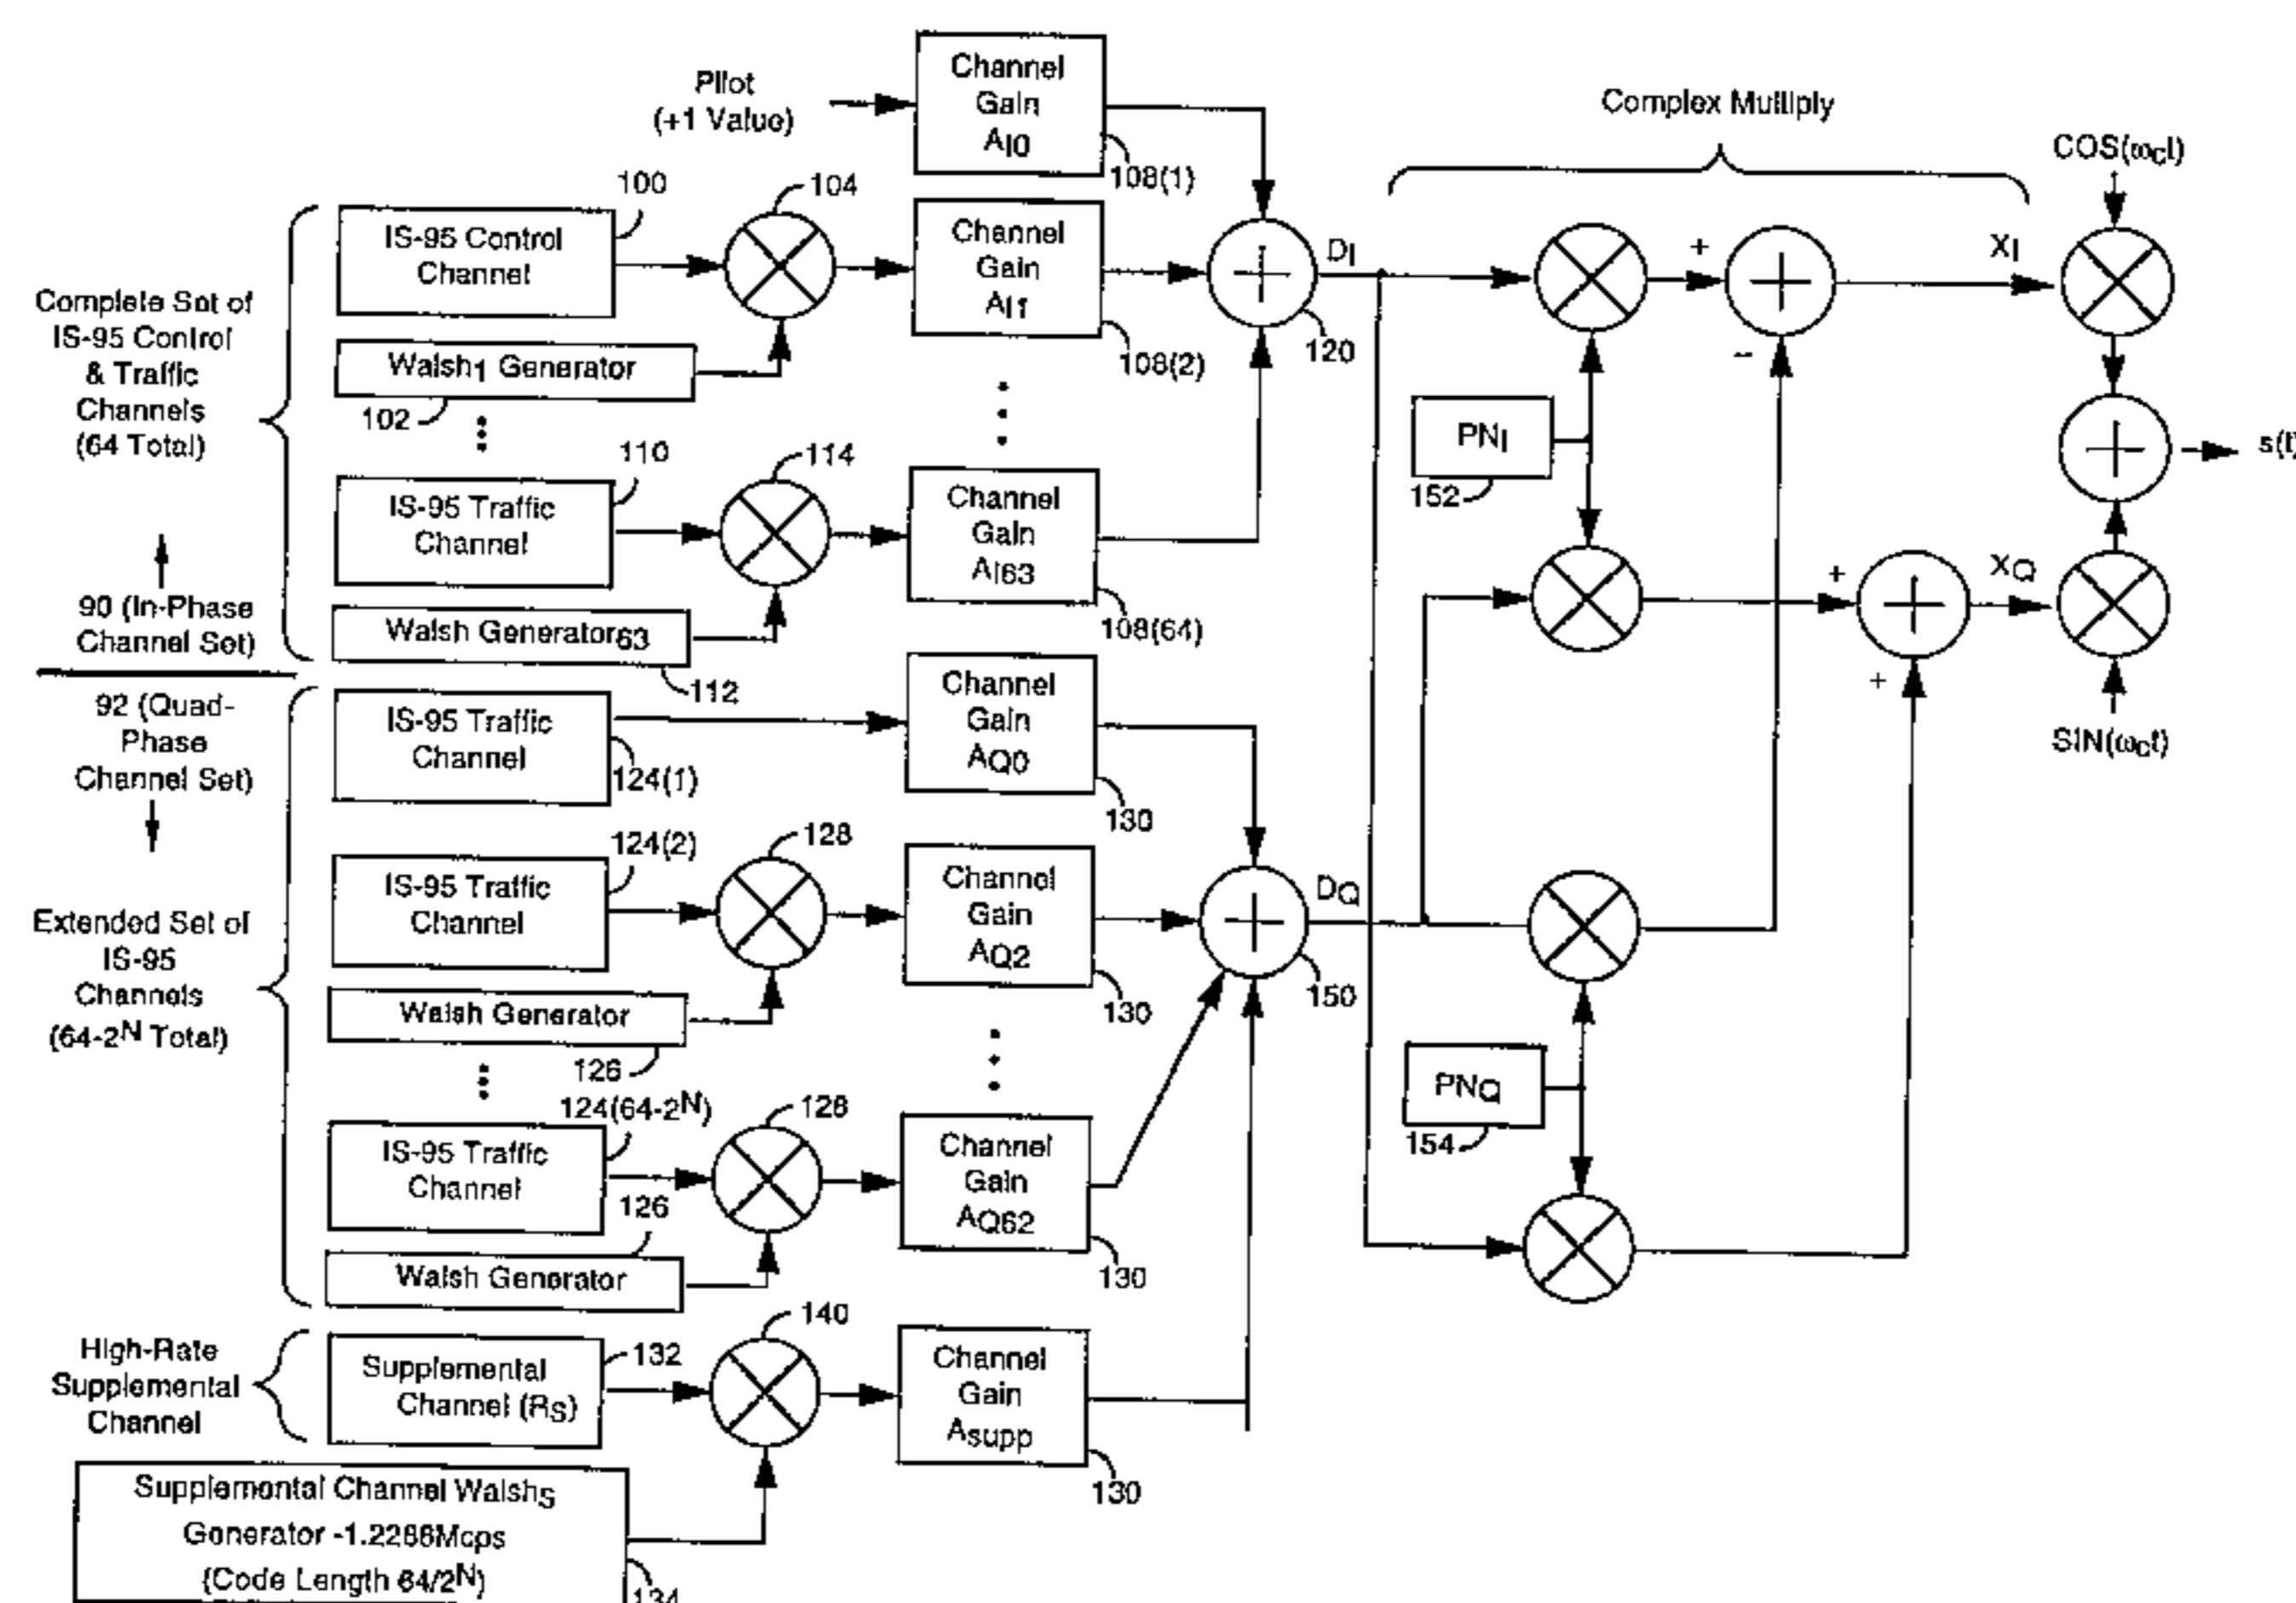 Pilot
(+1 Value)
Channel
Gain
AI0
108(1)
Complex Multiply
COS(ωct)
100
IS-95 Control
Channel
104
Channel
Gain
AI1
108(2)
DI
120
+
−
XI
Walsh1 Generator
102
Complete Set of
IS-95 Control
& Traffic
Channels
(64 Total)
110
IS-95 Traffic
Channel
114
Channel
Gain
AI63
108(64)
PNI
152
s(t)
90 (In-Phase
Channel Set)
Walsh Generator63
112
+
+
XQ
SIN(ωct)
92 (Quad-
Phase
Channel Set)
IS-95 Traffic
Channel
124(1)
Channel
Gain
AQ0
130
124(2)
IS-95 Traffic
Channel
128
Channel
Gain
AQ2
130
DQ
150
Walsh Generator
126
Extended Set of
IS-95
Channels
(64-2N Total)
124(64-2N)
IS-95 Traffic
Channel
128
126
Channel
Gain
AQ62
130
PNQ
154
Walsh Generator
High-Rate
Supplemental
Channel
Supplemental
Channel (RS)
132
140
Channel
Gain
Asupp
130
Supplemental Channel WalshS
Generator -1.2288Mcps
(Code Length 64/2N)
134